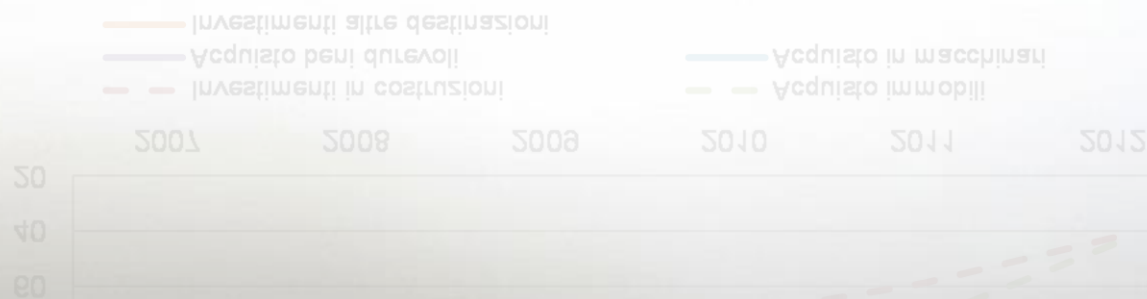 Investimenti altre destinazioni
Acquisto beni durevoli Acquisto in macchinari
Investimenti in costruzioni Acquisto immobili
2007 2008 2009 2010 2011 2012
20
40
60